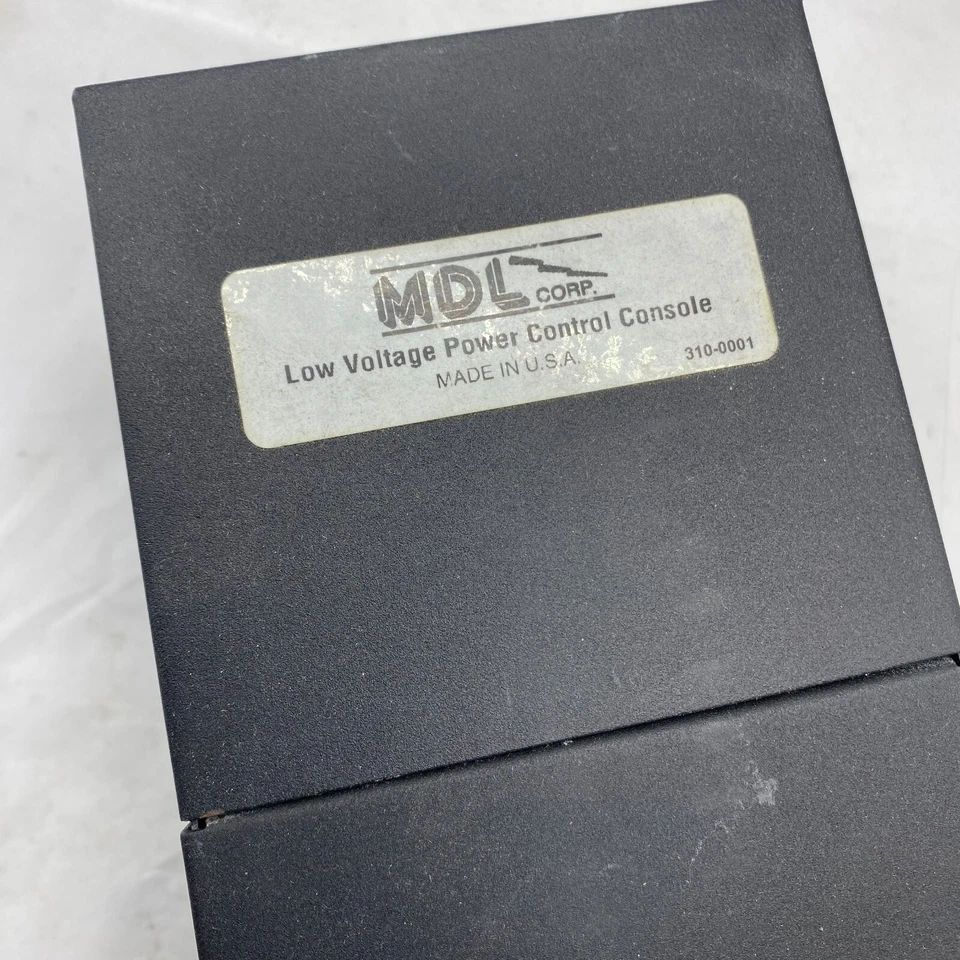 MDL CORP.
Low Voltage Power Control Console
MADE IN U.S.A.
310-0001